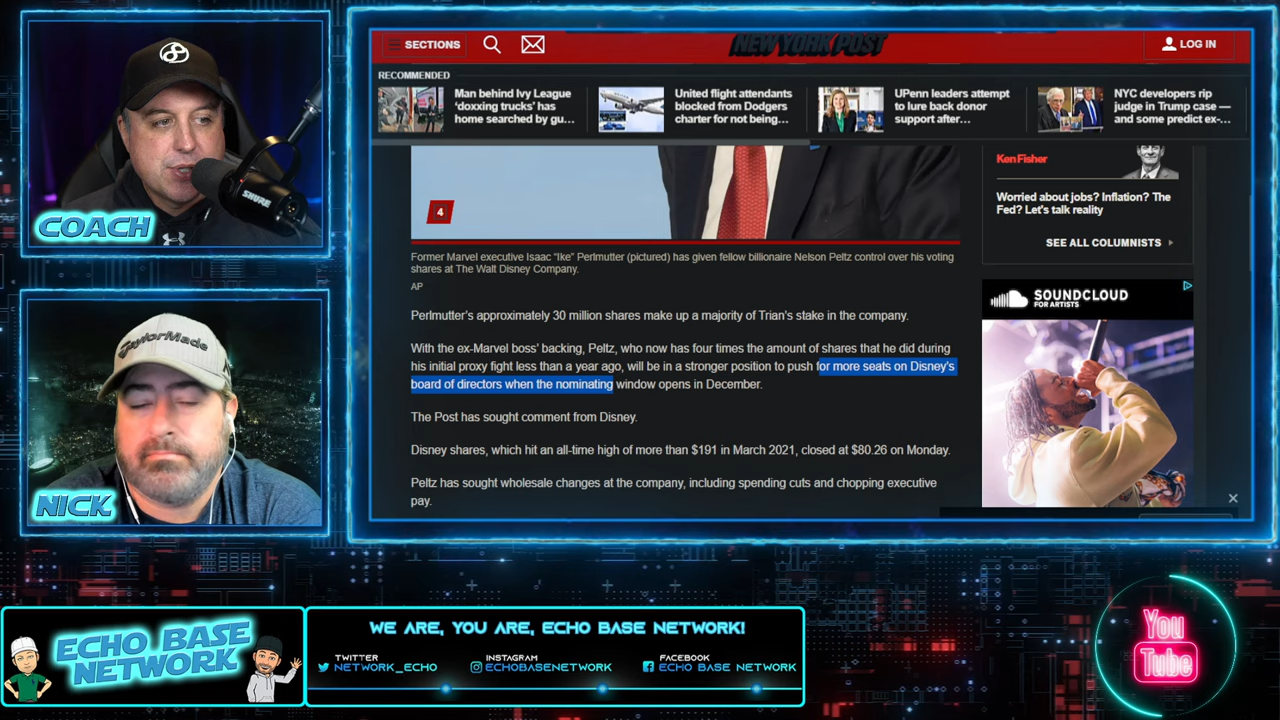 COACH
SHURE
TaylorMade
NICK
SECTIONS
NEW YORK POST
LOG IN
RECOMMENDED
Man behind Ivy League
'doxxing trucks' has
home searched by gu...
United flight attendants
blocked from Dodgers
charter for not being...
UPenn leaders attempt
to lure back donor
support after...
NYC developers rip
judge in Trump case —
and some predict ex-...
4
Former Marvel executive Isaac "Ike" Perlmutter (pictured) has given fellow billionaire Nelson Peltz control over his voting
shares at The Walt Disney Company.
AP
Perlmutter's approximately 30 million shares make up a majority of Trian's stake in the company.
With the ex-Marvel boss' backing, Peltz, who now has four times the amount of shares that he did during
his initial proxy fight less than a year ago, will be in a stronger position to push for more seats on Disney's
board of directors when the nominating window opens in December.
The Post has sought comment from Disney.
Disney shares, which hit an all-time high of more than $191 in March 2021, closed at $80.26 on Monday.
Peltz has sought wholesale changes at the company, including spending cuts and chopping executive
pay.
Ken Fisher
Worried about jobs? Inflation? The
Fed? Let's talk reality
SEE ALL COLUMNISTS
SOUNDCLOUD
FOR ARTISTS
ECHO BASE
NETWORK
WE ARE, YOU ARE, ECHO BASE NETWORK!
TWITTER
NETWORK_ECHO
INSTAGRAM
ECHOBASENETWORK
FACEBOOK
ECHO BASE NETWORK
You
Tube